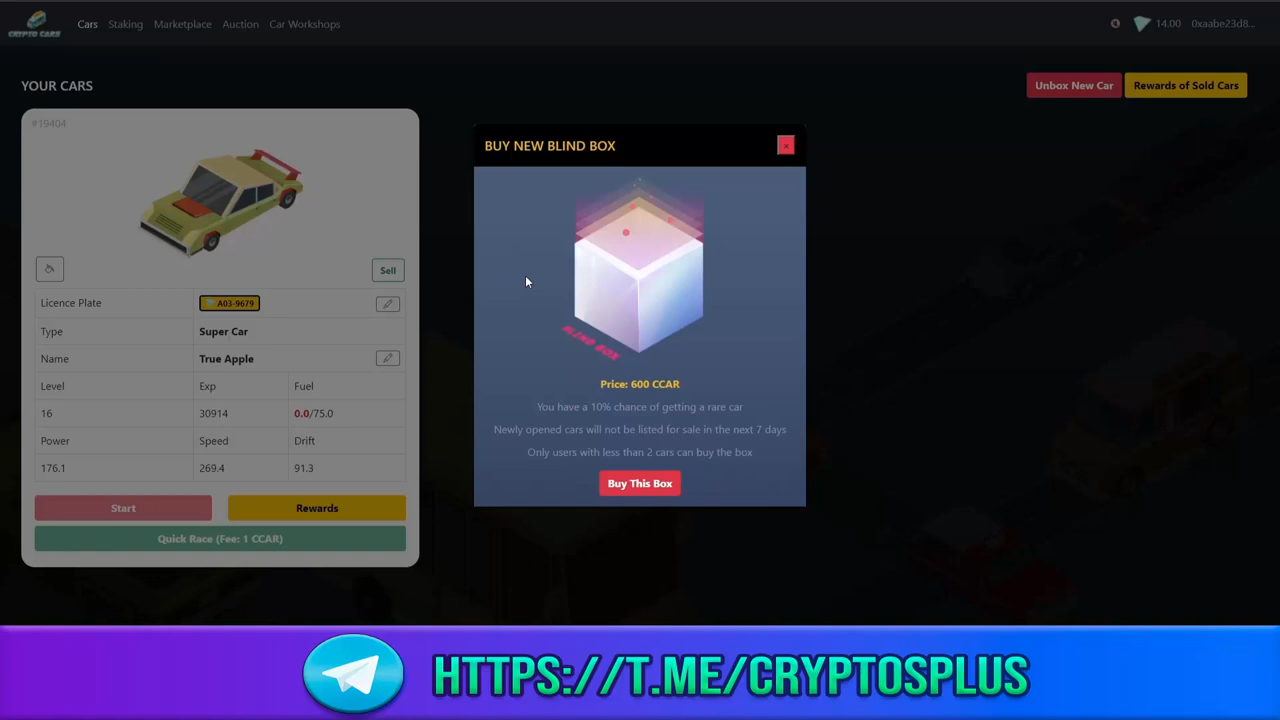 CRYPTO CARS
Cars Staking Marketplace Auction Car Workshops
14.00 0xaabe23d8...
YOUR CARS
Unbox New Car
Rewards of Sold Cars
#19404
Sell
Licence Plate A03-9679
Type Super Car
Name True Apple
Level Exp Fuel
16 30914 0.0/75.0
Power Speed Drift
176.1 269.4 91.3
Start Rewards
Quick Race (Fee: 1 CCAR)
BUY NEW BLIND BOX
×
BLIND BOX
Price: 600 CCAR
You have a 10% chance of getting a rare car
Newly opened cars will not be listed for sale in the next 7 days
Only users with less than 2 cars can buy the box
Buy This Box
HTTPS://T.ME/CRYPTOSPLUS